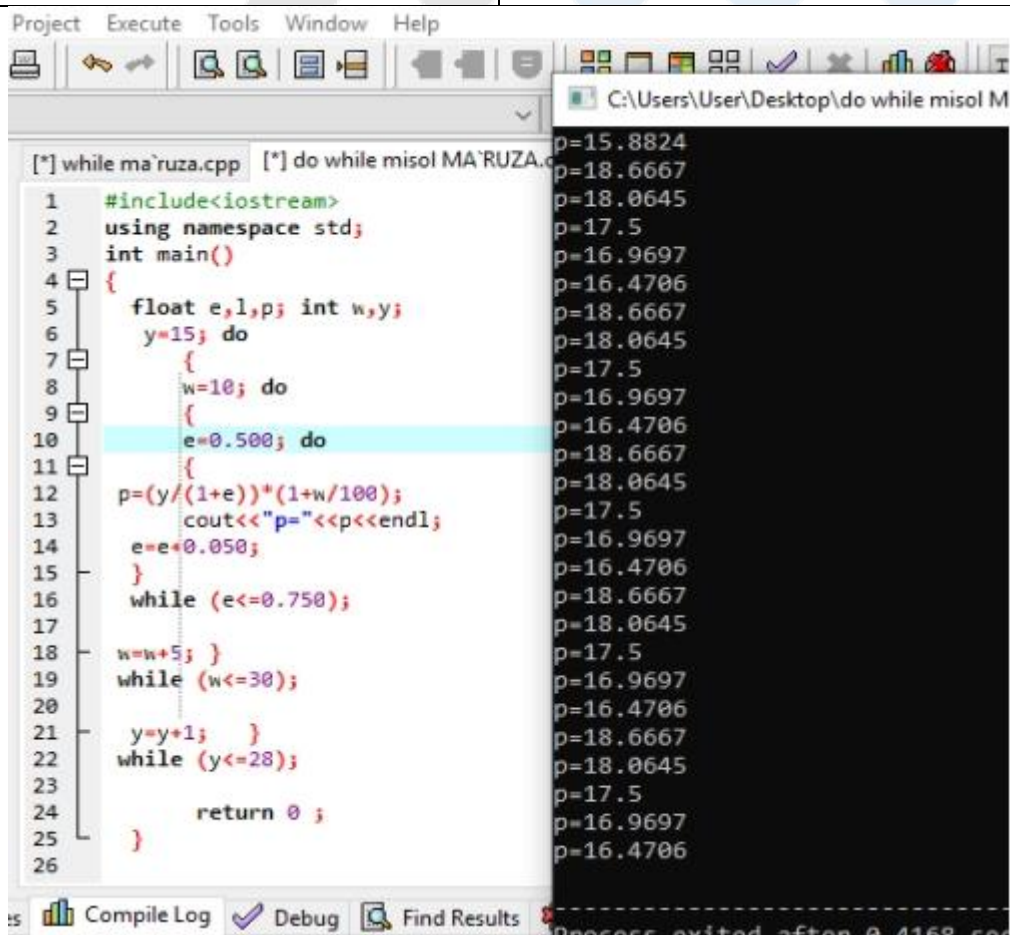 Project Execute Tools Window Help
C:\Users\User\Desktop\do while misol M
[*] while ma`ruza.cpp [*] do while misol MA`RUZA.c
1 #include<iostream>
2 using namespace std;
3 int main()
4 {
5 float e,l,p; int w,y;
6 y=15; do
7 {
8 w=10; do
9 {
10 e=0.500; do
11 {
12 p=(y/(1+e))*(1+w/100);
13 cout<<"p="<<p<<endl;
14 e=e+0.050;
15 }
16 while (e<=0.750);
17
18 w=w+5; }
19 while (w<=30);
20
21 y=y+1; }
22 while (y<=28);
23
24 return 0 ;
25 }
26
es Compile Log Debug Find Results
p=15.8824
p=18.6667
p=18.0645
p=17.5
p=16.9697
p=16.4706
p=18.6667
p=18.0645
p=17.5
p=16.9697
p=16.4706
p=18.6667
p=18.0645
p=17.5
p=16.9697
p=16.4706
p=18.6667
p=18.0645
p=17.5
p=16.9697
p=16.4706
p=18.6667
p=18.0645
p=17.5
p=16.9697
p=16.4706
Process exited after 0.4168 sec